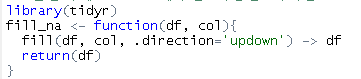 library(tidyr)
fill_na <- function(df, col){
  fill(df, col, .direction='updown') -> df
  return(df)
}